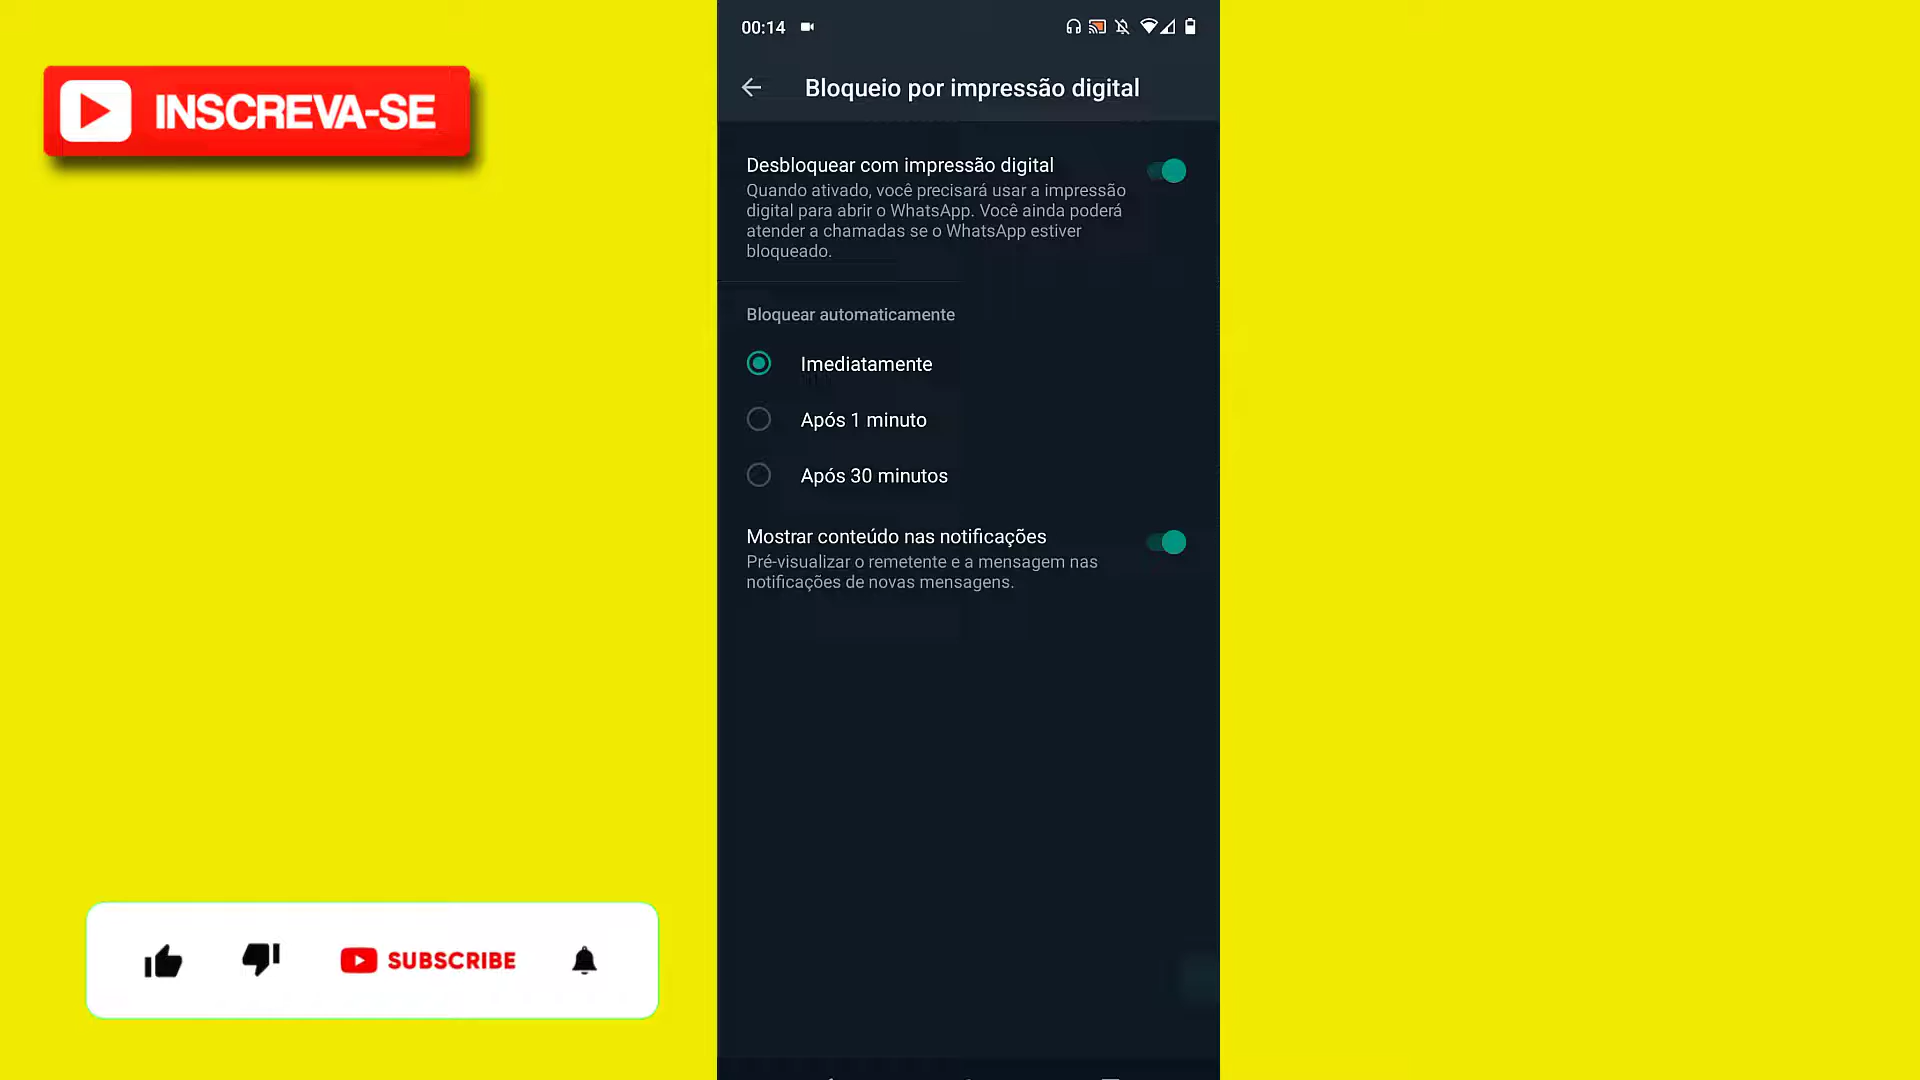 00:14
INSCREVA-SE
Bloqueio por impressão digital
Desbloquear com impressão digital
Quando ativado, você precisará usar a impressão
digital para abrir o WhatsApp. Você ainda poderá
atender a chamadas se o WhatsApp estiver
bloqueado.
Bloquear automaticamente
Imediatamente
Após 1 minuto
Após 30 minutos
Mostrar conteúdo nas notificações
Pré-visualizar o remetente e a mensagem nas
notificações de novas mensagens.
SUBSCRIBE